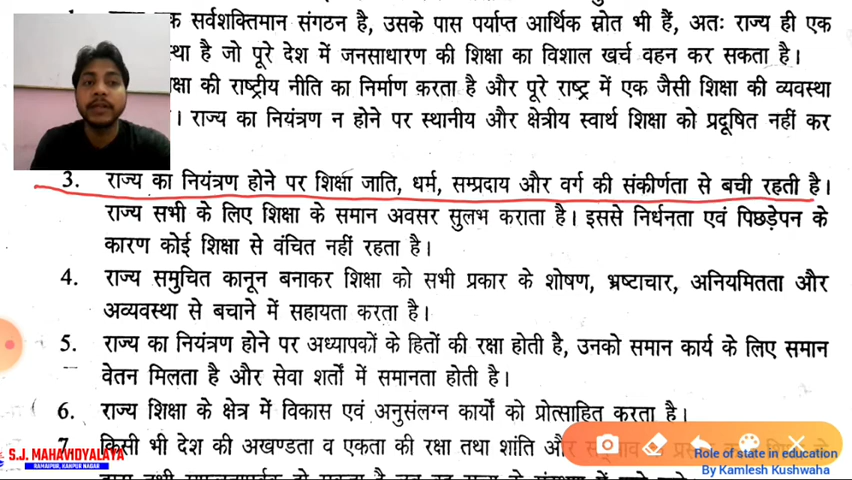 सर्वशक्तिमान संगठन है, उसके पास पर्याप्त आर्थिक स्रोत भी हैं, अतः राज्य ही एक
है जो पूरे देश में जनसाधारण की शिक्षा का विशाल खर्च वहन कर सकता है।
की राष्ट्रीय नीति का निर्माण करता है और पूरे राष्ट्र में एक जैसी शिक्षा की व्यवस्था
। राज्य का नियंत्रण न होने पर स्थानीय और क्षेत्रीय स्वार्थ शिक्षा को प्रदूषित नहीं कर
3. राज्य का नियंत्रण होने पर शिक्षा जाति, धर्म, सम्प्रदाय और वर्ग की संकीर्णता से बची रहती है।
राज्य सभी के लिए शिक्षा के समान अवसर सुलभ कराता है। इससे निर्धनता एवं पिछड़ेपन के
कारण कोई शिक्षा से वंचित नहीं रहता है।
4. राज्य समुचित कानून बनाकर शिक्षा को सभी प्रकार के शोषण, भ्रष्टाचार, अनियमितता और
अव्यवस्था से बचाने में सहायता करता है।
5. राज्य का नियंत्रण होने पर अध्यापकों के हितों की रक्षा होती है, उनको समान कार्य के लिए समान
वेतन मिलता है और सेवा शर्तों में समानता होती है।
6. राज्य शिक्षा के क्षेत्र में विकास एवं अनुसंलग्न कार्यों को प्रोत्साहित करता है।
7. किसी भी देश की अखण्डता व एकता की रक्षा तथा शांति और
S.J. MAHAVIDYALAYA
RAMAIPUR, KANPUR NAGAR
Role of state in education
By Kamlesh Kushwaha